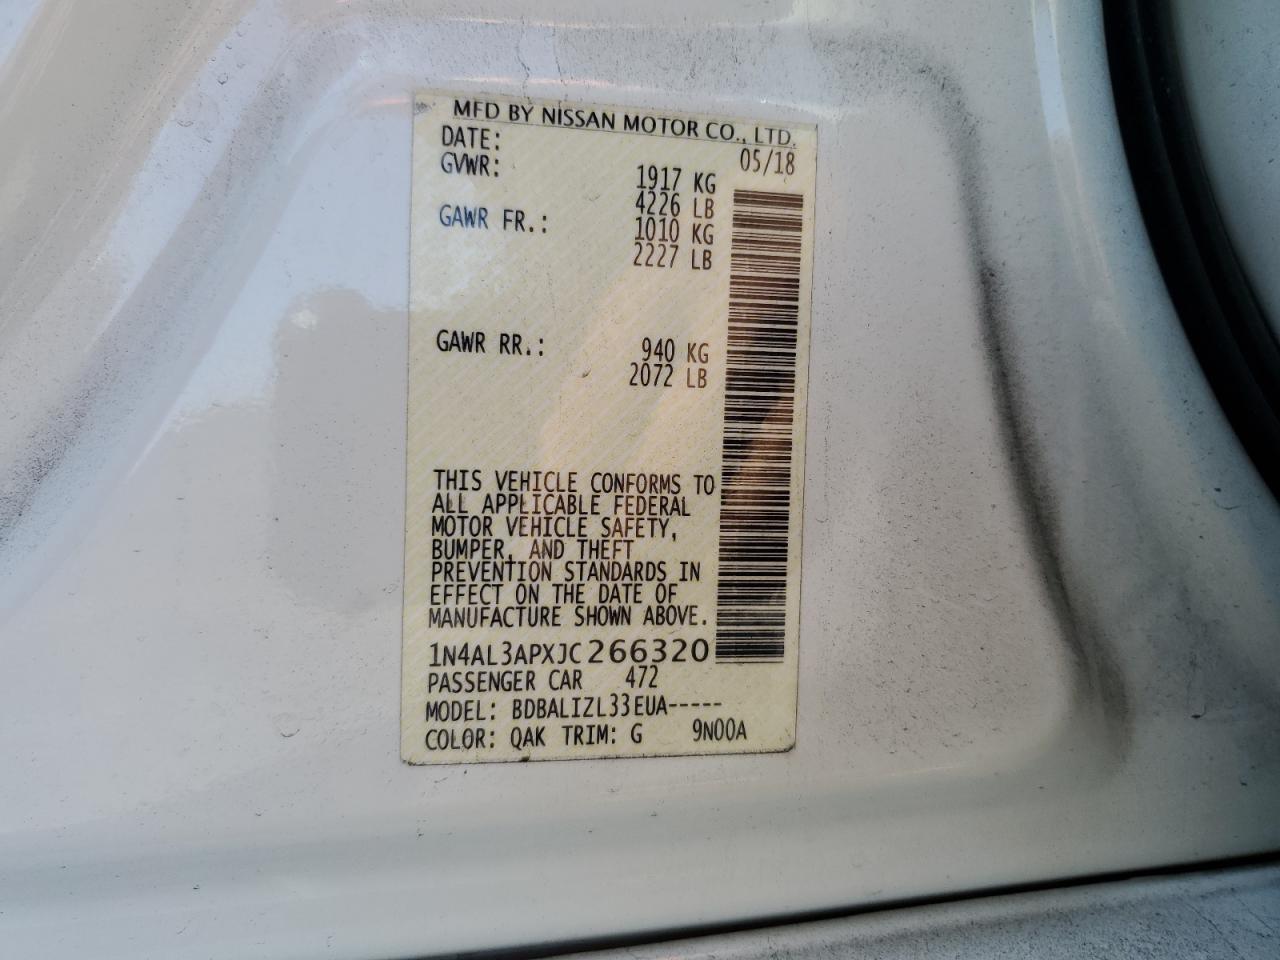 MFD BY NISSAN MOTOR CO., LTD.
DATE: 05/18
GVWR: 1917 KG
4226 LB
GAWR FR.: 1010 KG
2227 LB
GAWR RR.: 940 KG
2072 LB
THIS VEHICLE CONFORMS TO
ALL APPLICABLE FEDERAL
MOTOR VEHICLE SAFETY,
BUMPER, AND THEFT
PREVENTION STANDARDS IN
EFFECT ON THE DATE OF
MANUFACTURE SHOWN ABOVE.
1N4AL3APXJC266320
PASSENGER CAR 472
MODEL: BDBALIZL33EUA-----
COLOR: QAK TRIM: G 9N00A